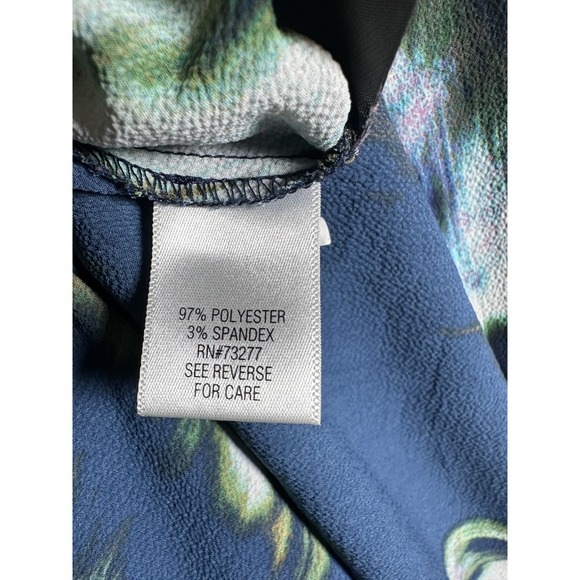 97% POLYESTER
3% SPANDEX
RN#73277
SEE REVERSE
FOR CARE